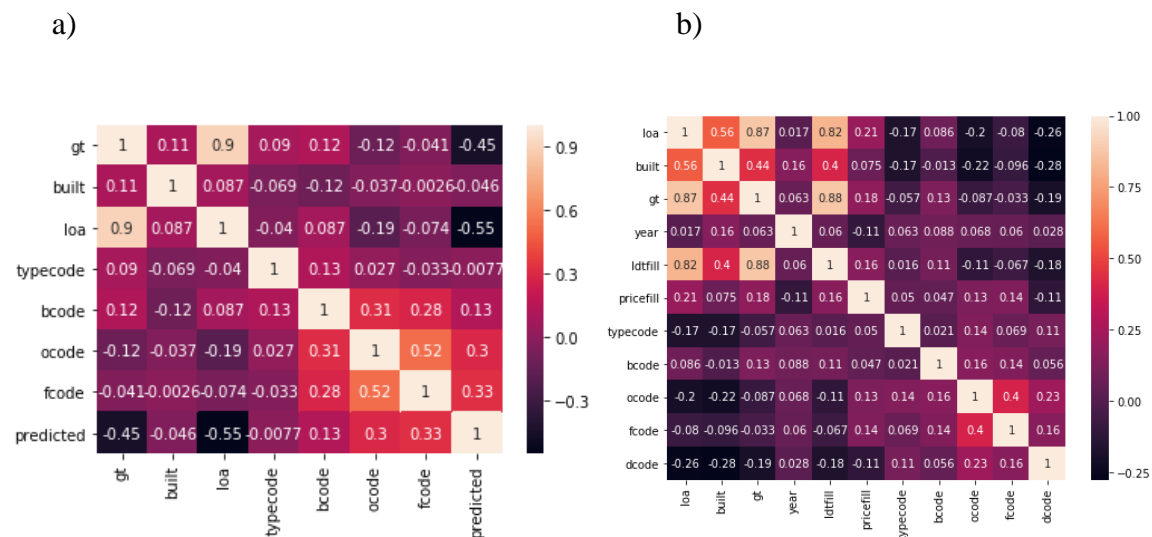 a)
b)
gt 1 0.11 0.9 0.09 0.12 -0.12 -0.041 -0.45
built 0.11 1 0.087 -0.069 -0.12 -0.037 -0.0026 -0.046
loa 0.9 0.087 1 -0.04 0.087 -0.19 -0.074 -0.55
typecode 0.09 -0.069 -0.04 1 0.13 0.027 -0.033 -0.0077
bcode 0.12 -0.12 0.087 0.13 1 0.31 0.28 0.13
ocode -0.12 -0.037 -0.19 0.027 0.31 1 0.52 0.3
fcode -0.041 -0.0026 -0.074 -0.033 0.28 0.52 1 0.33
predicted -0.45 -0.046 -0.55 -0.0077 0.13 0.3 0.33 1
gt built loa typecode bcode ocode fcode predicted
0.9
0.6
0.3
0.0
−0.3
loa 1 0.56 0.87 0.017 0.82 0.21 -0.17 0.086 -0.2 -0.08 -0.26
built 0.56 1 0.44 0.16 0.4 0.075 -0.17 -0.013 -0.22 -0.096 -0.28
gt 0.87 0.44 1 0.063 0.88 0.18 -0.057 0.13 -0.087 -0.033 -0.19
year 0.017 0.16 0.063 1 0.06 -0.11 0.063 0.088 0.068 0.06 0.028
ldtfill 0.82 0.4 0.88 0.06 1 0.16 0.016 0.11 -0.11 -0.067 -0.18
pricefill 0.21 0.075 0.18 -0.11 0.16 1 0.05 0.047 0.13 0.14 -0.11
typecode -0.17 -0.17 -0.057 0.063 0.016 0.05 1 0.021 0.14 0.069 0.11
bcode 0.086 -0.013 0.13 0.088 0.11 0.047 0.021 1 0.16 0.14 0.056
ocode -0.2 -0.22 -0.087 0.068 -0.11 0.13 0.14 0.16 1 0.4 0.23
fcode -0.08 -0.096 -0.033 0.06 -0.067 0.14 0.069 0.14 0.4 1 0.16
dcode -0.26 -0.28 -0.19 0.028 -0.18 -0.11 0.11 0.056 0.23 0.16 1
loa built gt year ldtfill pricefill typecode bcode ocode fcode dcode
1.00
0.75
0.50
0.25
0.00
−0.25